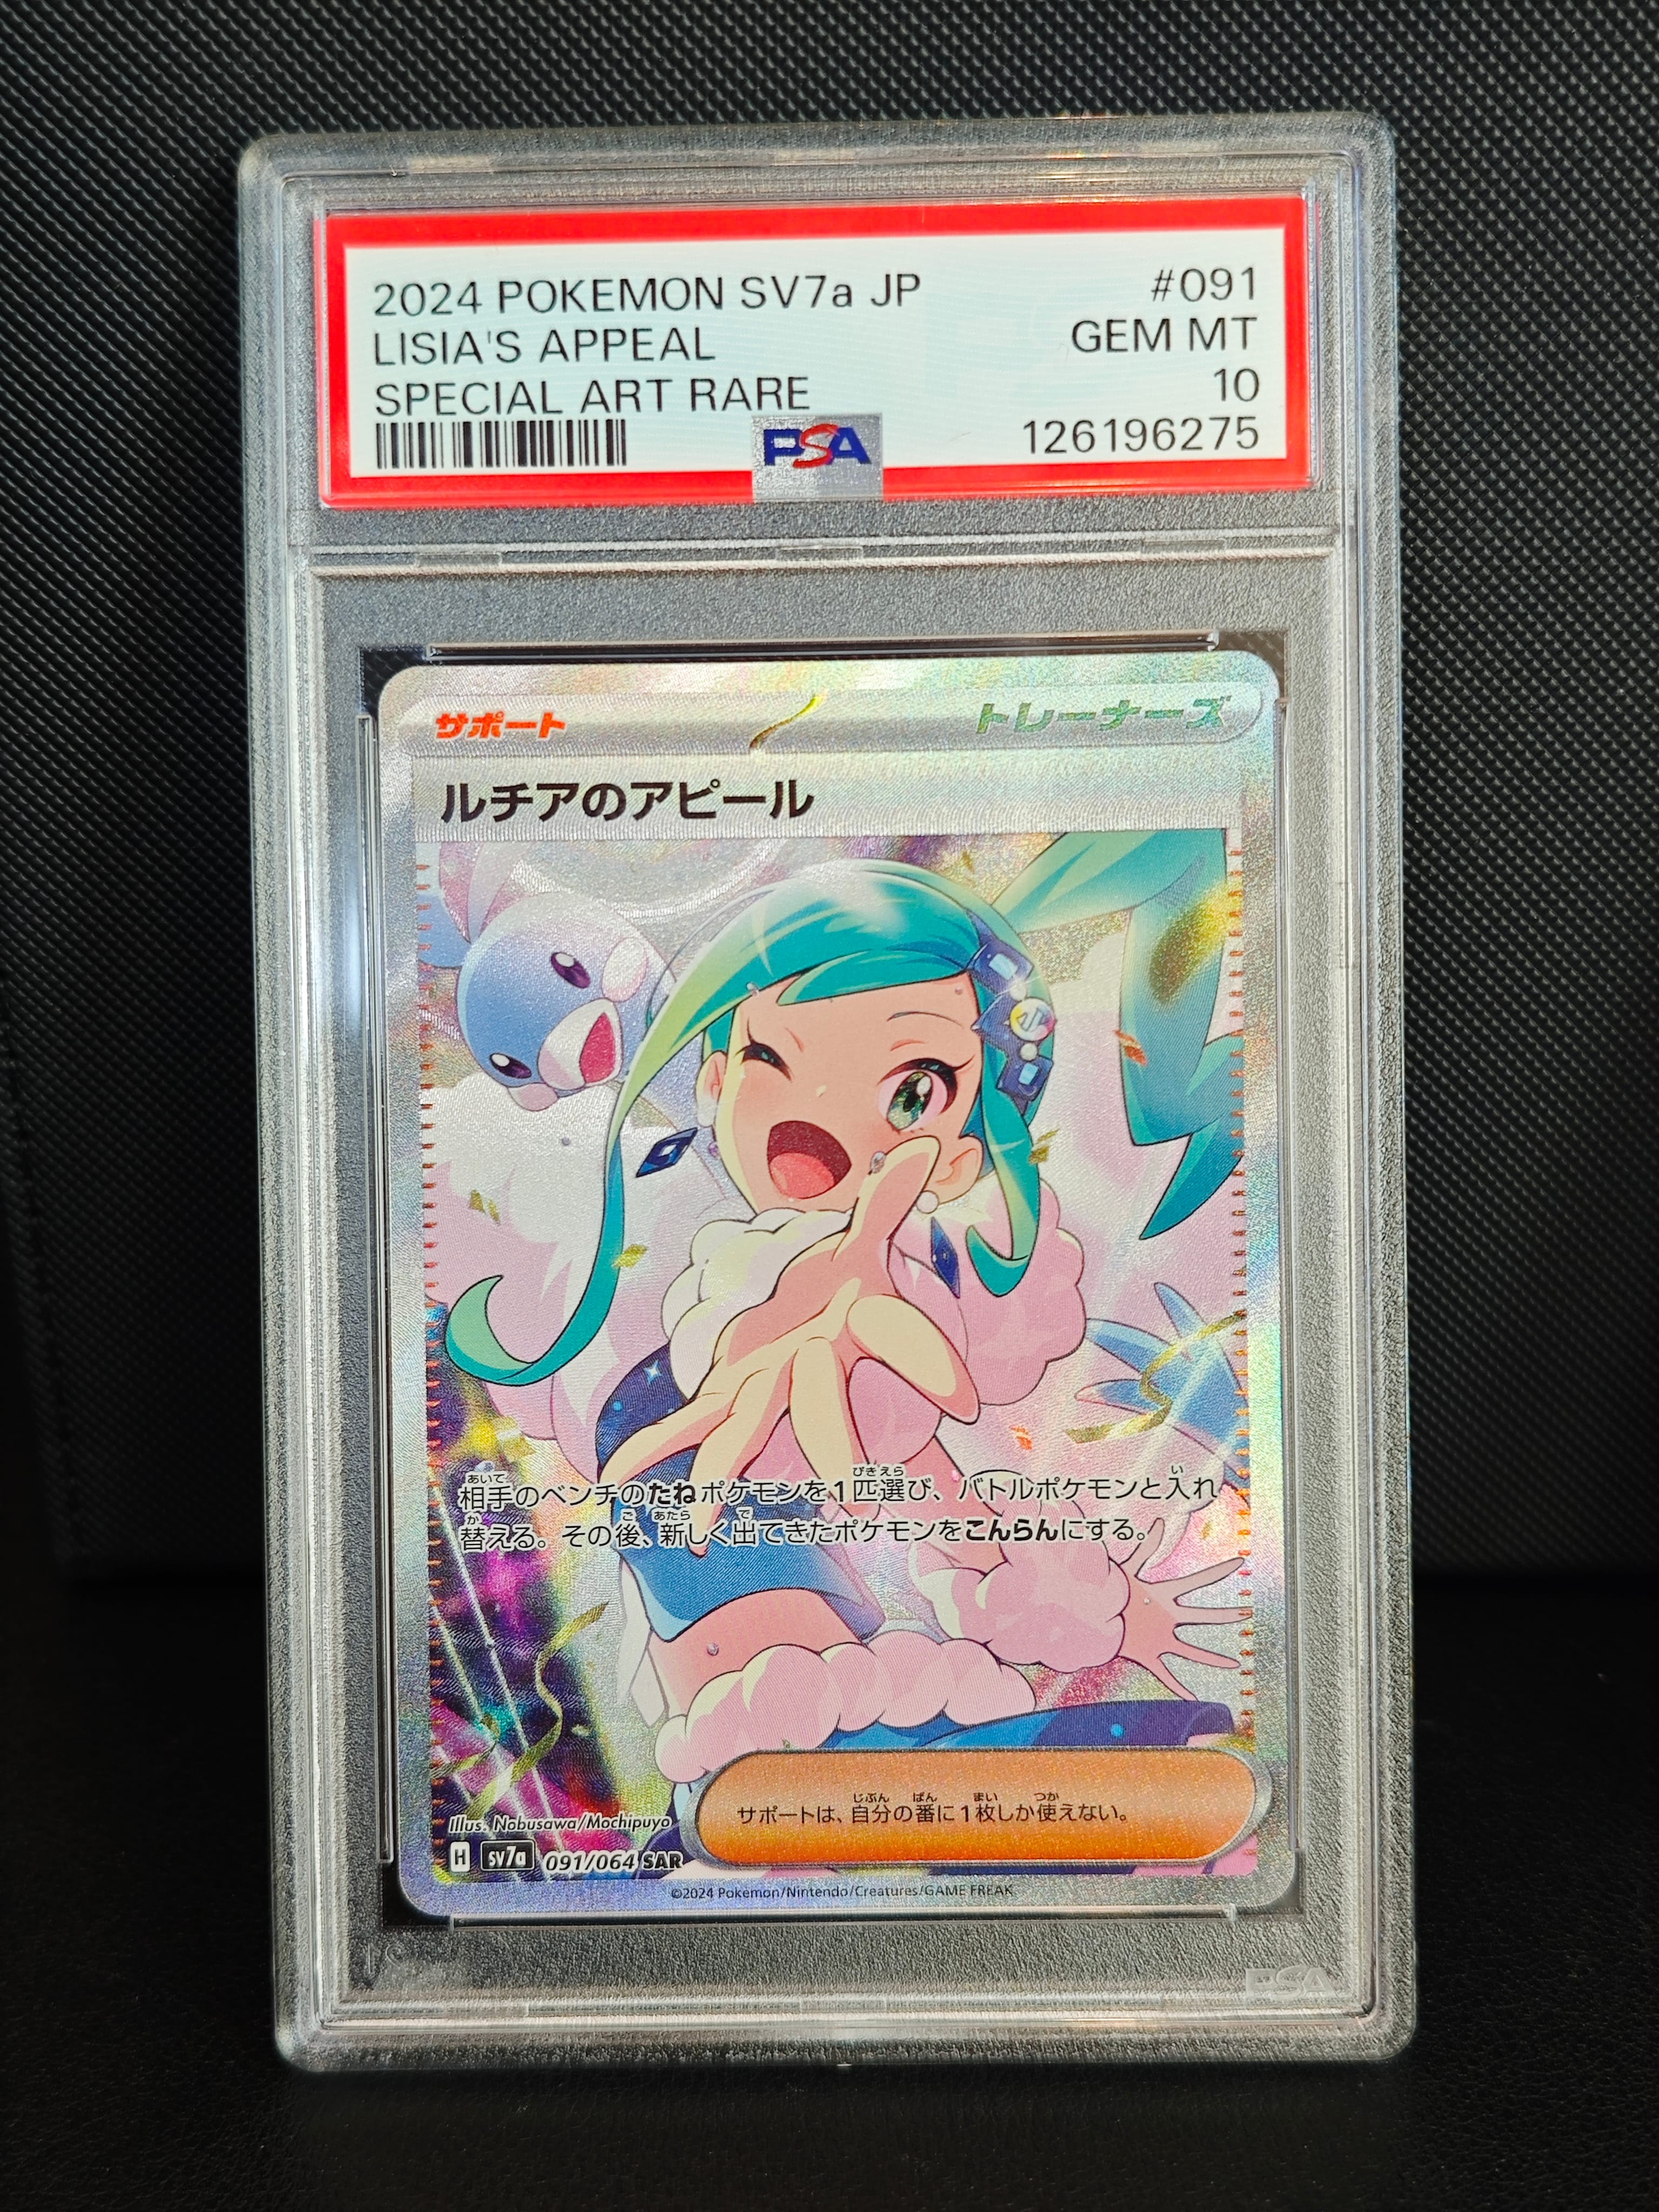 2024 POKEMON SV7a JP #091
LISIA'S APPEAL GEM MT
SPECIAL ART RARE 10
PSA 126196275
サポート トレーナーズ
ルチアのアピール
あいて びきえら い
相手のベンチのたねポケモンを1匹選び、バトルポケモンと入れ
か ご あたら で
替える。その後、新しく出てきたポケモンをこんらんにする。
じぶん ばん まい つか
サポートは、自分の番に1枚しか使えない。
Illus. Nobusawa/Mochipuyo
H sv7a 091/064 SAR
©2024 Pokémon/Nintendo/Creatures/GAME FREAK
PSA